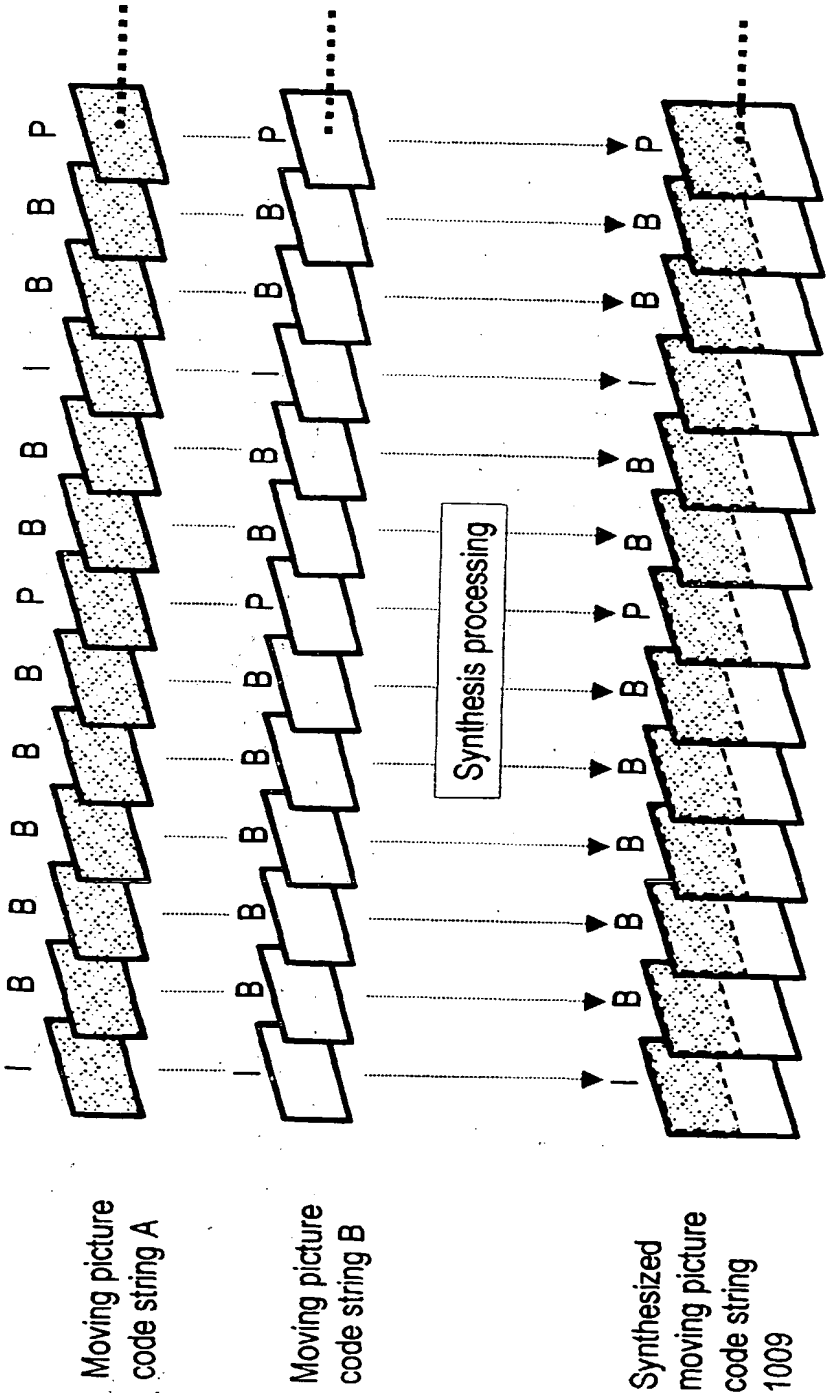 I B B B B B P B B I B B P
Moving picture
code string A
I B B B B B P B B I B B P
Moving picture
code string B
Synthesis processing
I B B B B B P B B I B B P
Synthesized
moving picture
code string
1009